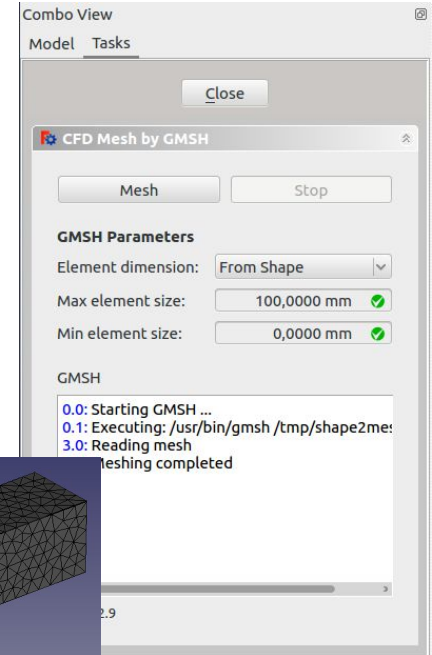 Combo View
Model Tasks
Close
CFD Mesh by GMSH
Mesh Stop
GMSH Parameters
Element dimension: From Shape
Max element size: 100,0000 mm
Min element size: 0,0000 mm
GMSH
0.0: Starting GMSH ...
0.1: Executing: /usr/bin/gmsh /tmp/shape2mes
3.0: Reading mesh
Meshing completed
2.9